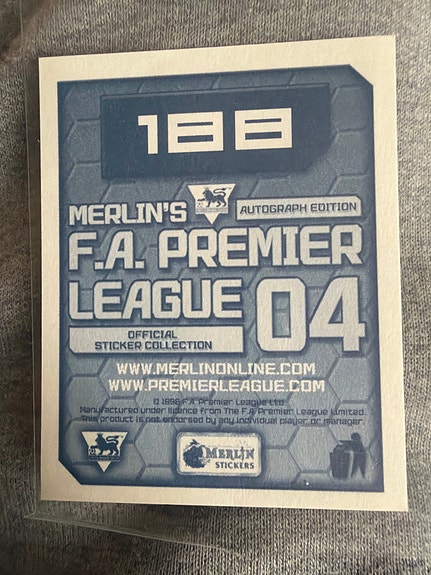 188
MERLIN'S
AUTOGRAPH EDITION
F.A. PREMIER
LEAGUE 04
OFFICIAL
STICKER COLLECTION
WWW.MERLINONLINE.COM
WWW.PREMIERLEAGUE.COM
© 1996 F.A. Premier League Ltd.
Manufactured under licence from The F.A. Premier League Limited.
This product is not endorsed by any individual player or manager.
MERLIN
STICKERS